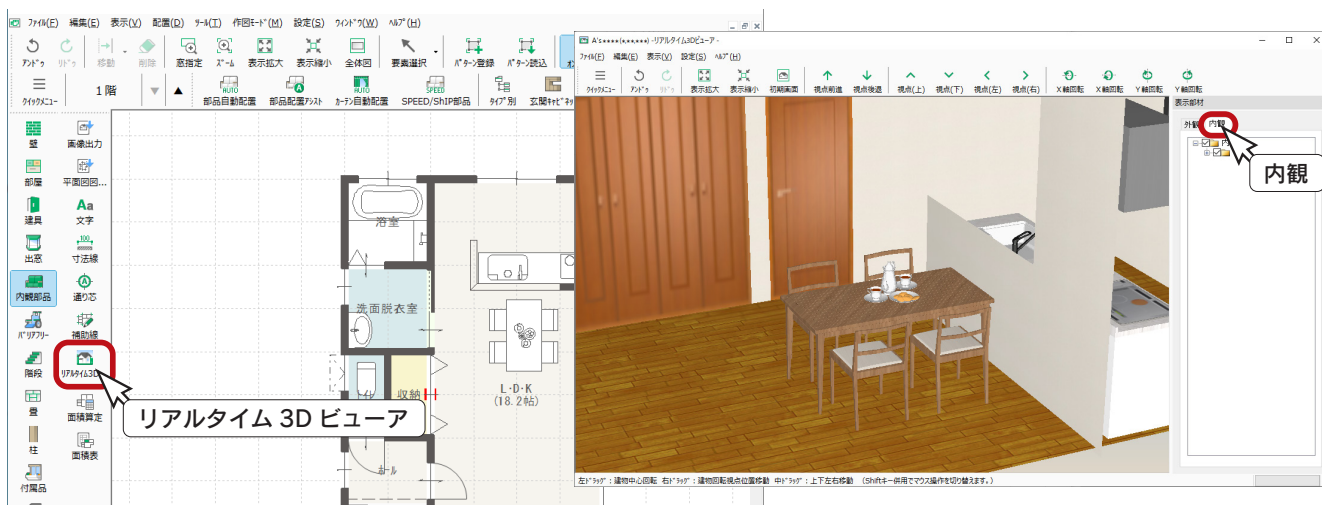 ファイル(F) 編集(E) 表示(V) 配置(D) ツール(T) 作図モード(M) 設定(S) ウィンドウ(W) ヘルプ(H)
アンドゥ リドゥ 移動 削除 窓指定 ズーム 表示拡大 表示縮小 全体図 要素選択 パターン登録 パターン読込
クイックメニュー 1 階 部品自動配置 部品配置アシスト カーテン自動配置 SPEED/ShIP部品 タイプ別
AUTO AUTO SPEED
壁 画像出力
部屋 平面図図...
建具 Aa 文字
出窓 100 寸法線
内観部品 通り芯
バリアフリー 補助線
階段 リアルタイム3D
畳 面積算定
柱 面積表
付属品
リアルタイム 3D ビューア
浴室
洗面脱衣室
トイレ 収納
L・D・K
(18.2帖)
ホール
A's****(*.**.***) -リアルタイム3Dビューア-
ファイル(F) 編集(E) 表示(V) 設定(S) ヘルプ(H)
クイックメニュー アンドゥ リドゥ 表示拡大 表示縮小 初期画面 視点前進 視点後退 視点(上) 視点(下) 視点(左) 視点(右) X軸回転 X軸回転 Y軸回転 Y軸回転
表示部材
内観
内観
左ドラッグ：建物中心回転 右ドラッグ：建物回転視点位置移動 中ドラッグ：上下左右移動 （Shiftキー併用でマウス操作を切り替えます。）